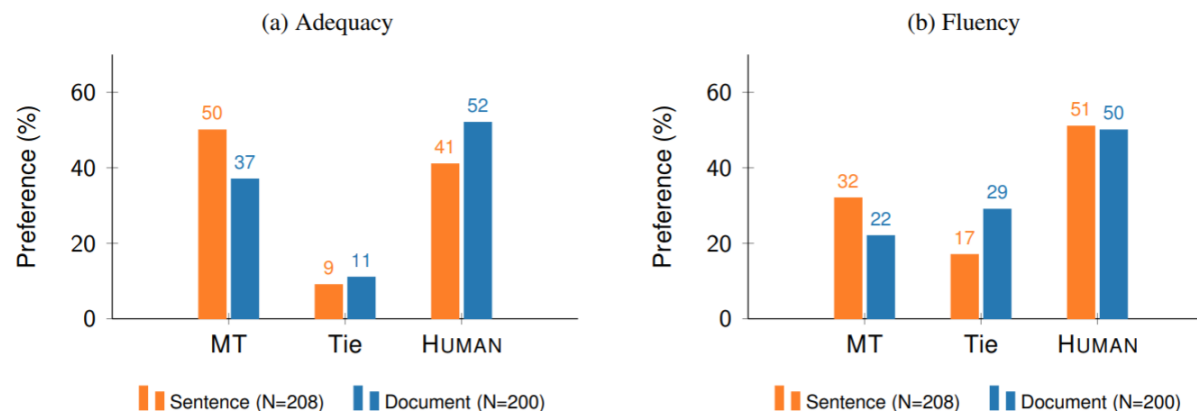 (a) Adequacy
Preference (%)
60
40
20
0
50
37
9
11
41
52
MT
Tie
HUMAN
Sentence (N=208)
Document (N=200)
(b) Fluency
Preference (%)
60
40
20
0
32
22
17
29
51
50
MT
Tie
HUMAN
Sentence (N=208)
Document (N=200)